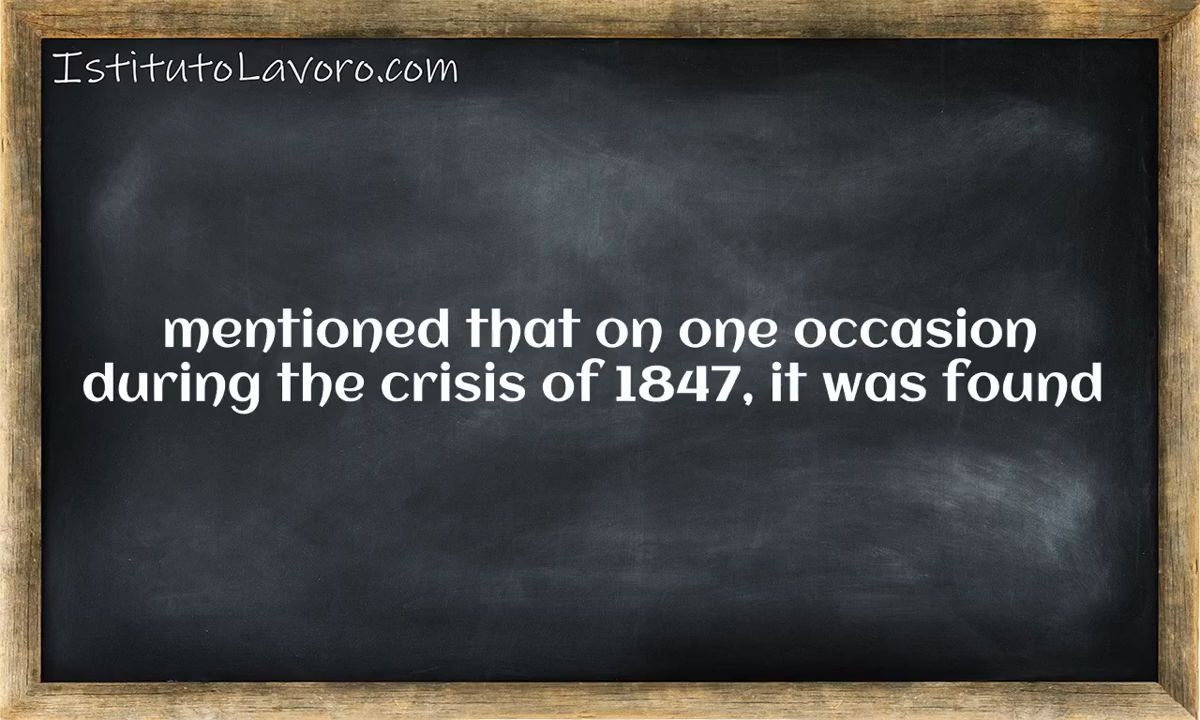 IstitutoLavoro.com
mentioned that on one occasion
during the crisis of 1847, it was found